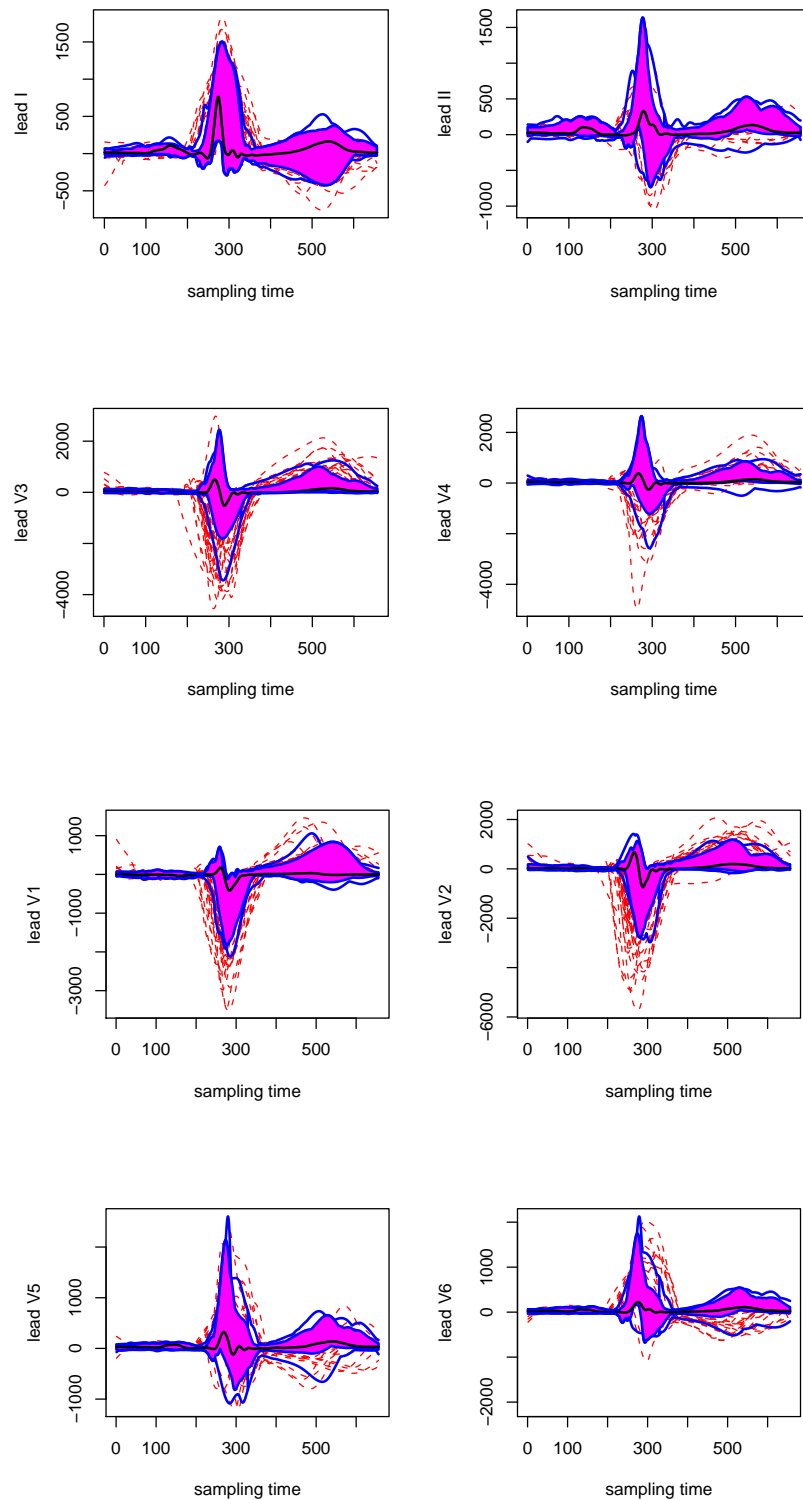 lead I
1500
500
−500
0 100 300 500
sampling time
lead II
1500
500
0
−1000
0 100 300 500
sampling time
lead V3
2000
0
−4000
0 100 300 500
sampling time
lead V4
2000
0
−4000
0 100 300 500
sampling time
lead V1
1000
−1000
−3000
0 100 300 500
sampling time
lead V2
2000
0
−2000
−6000
0 100 300 500
sampling time
lead V5
1000
0
−1000
0 100 300 500
sampling time
lead V6
1000
0
−2000
0 100 300 500
sampling time